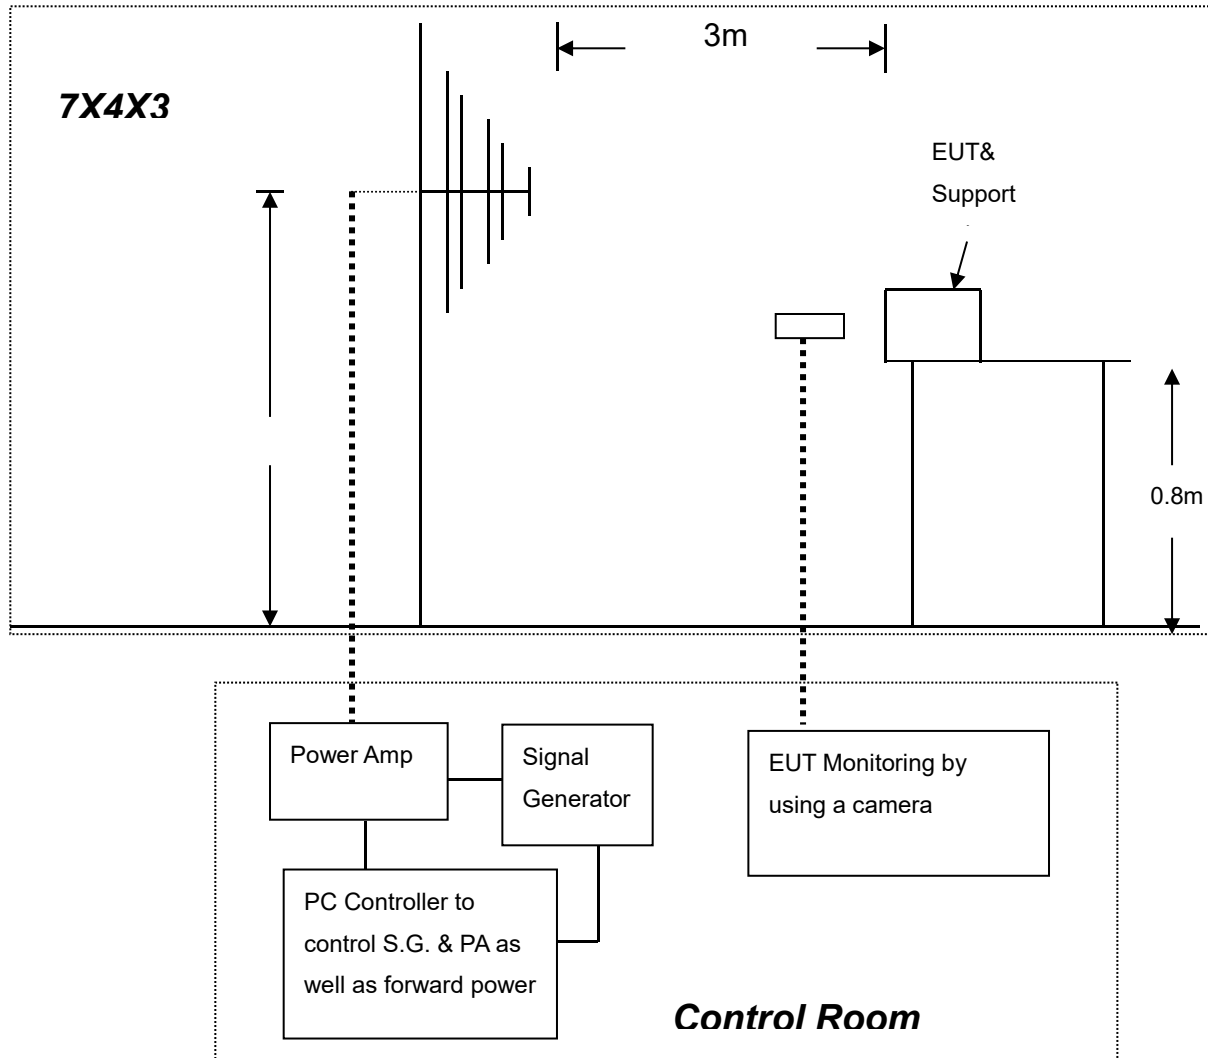 3m
7X4X3
EUT&
Support
0.8m
Power Amp
Signal
Generator
EUT Monitoring by
using a camera
PC Controller to
control S.G. & PA as
well as forward power
Control Room